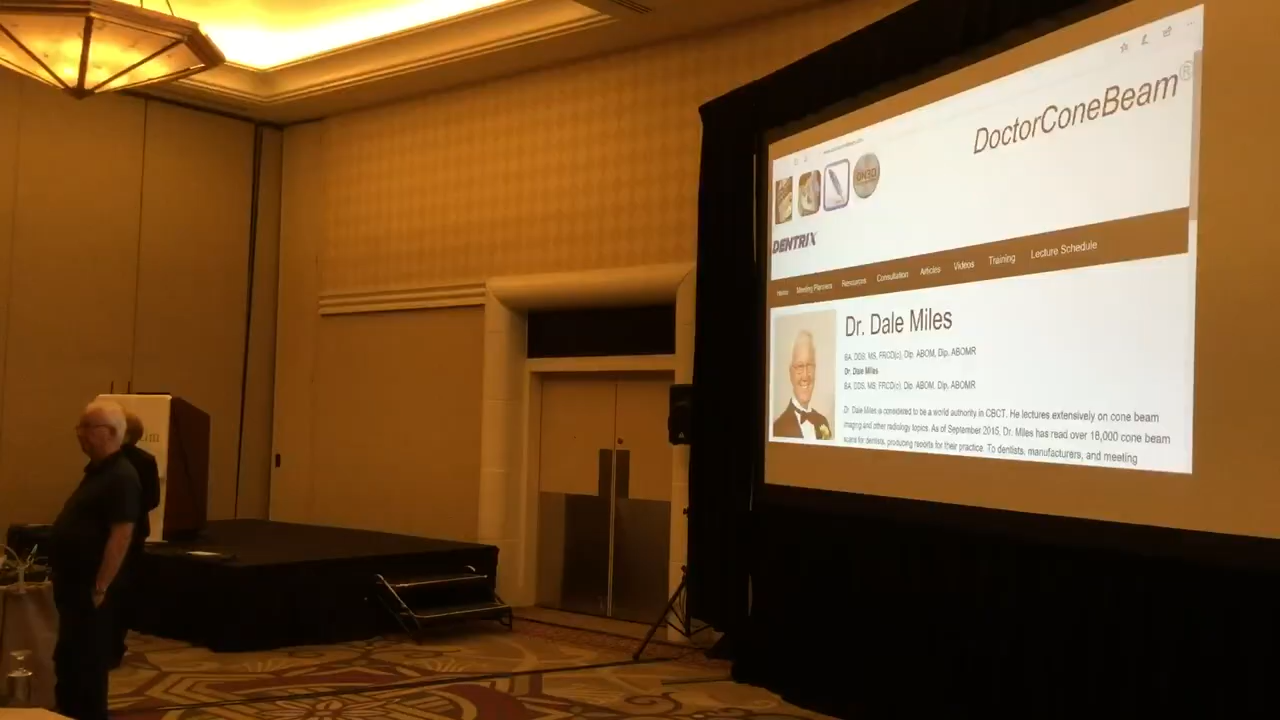 DoctorConeBeam®
DENTRIX
Home Meeting Planners Resources Consultation Articles Videos Training Lecture Schedule
Dr. Dale Miles
BA, DDS, MS, FRCD(c), Dip. ABOM, Dip. ABOMR
Dr. Dale Miles
BA, DDS, MS, FRCD(c), Dip. ABOM, Dip. ABOMR
Dr. Dale Miles is considered to be a world authority in CBCT. He lectures extensively on cone beam
imaging and other radiology topics. As of September 2015, Dr. Miles has read over 18,000 cone beam
scans for dentists, producing reports for their practice. To dentists, manufacturers, and meeting